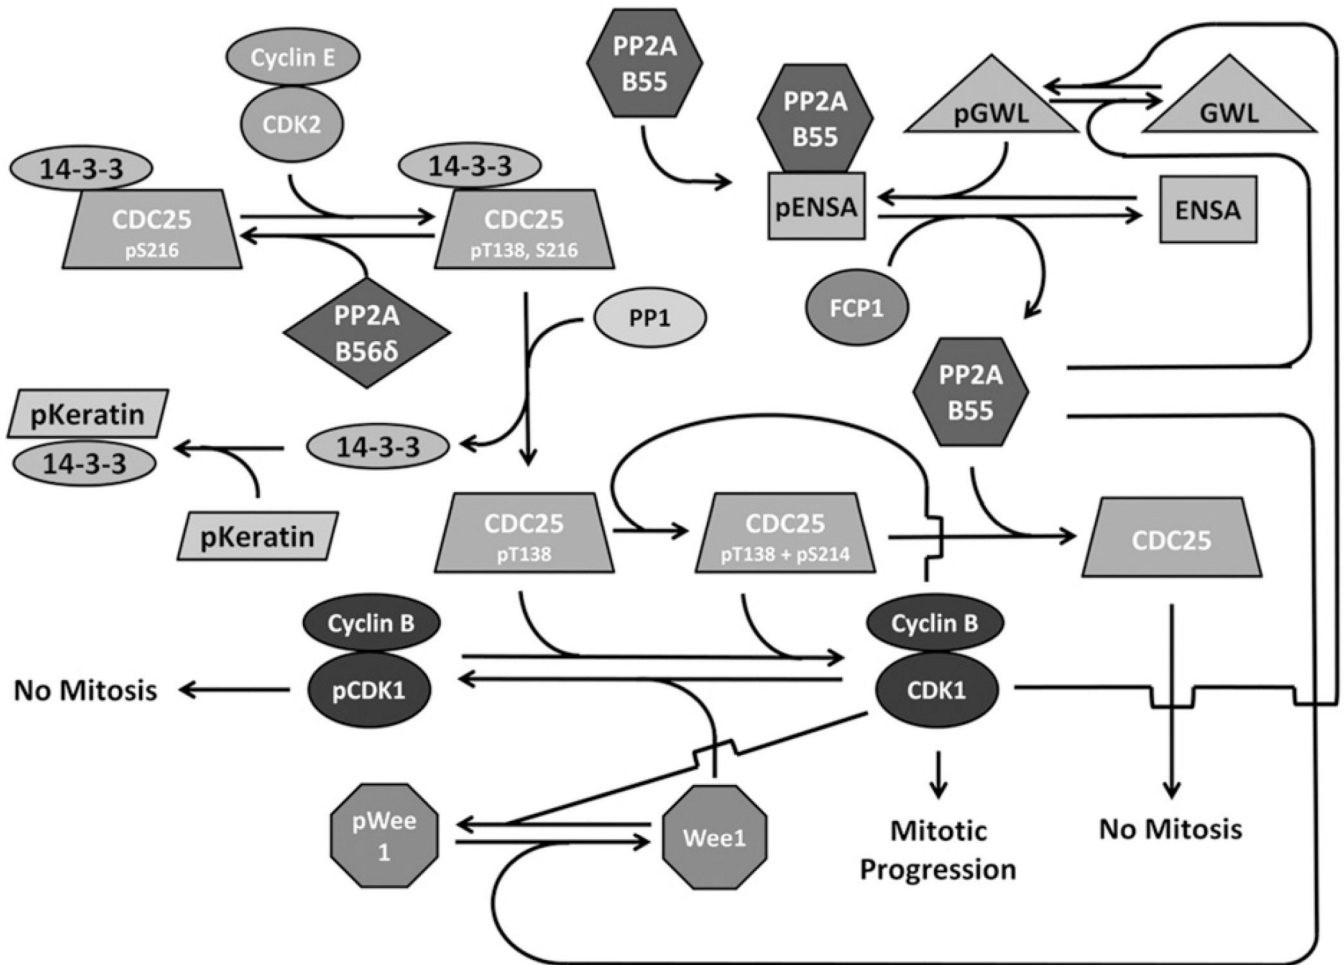 Cyclin E
CDK2
PP2A
B55
PP2A
B55
pGWL
GWL
14-3-3
CDC25
pS216
14-3-3
CDC25
pT138, S216
pENSA
ENSA
PP2A
B56δ
PP1
FCP1
PP2A
B55
pKeratin
14-3-3
14-3-3
pKeratin
CDC25
pT138
CDC25
pT138 + pS214
CDC25
Cyclin B
pCDK1
Cyclin B
CDK1
No Mitosis
pWee
1
Wee1
Mitotic
Progression
No Mitosis